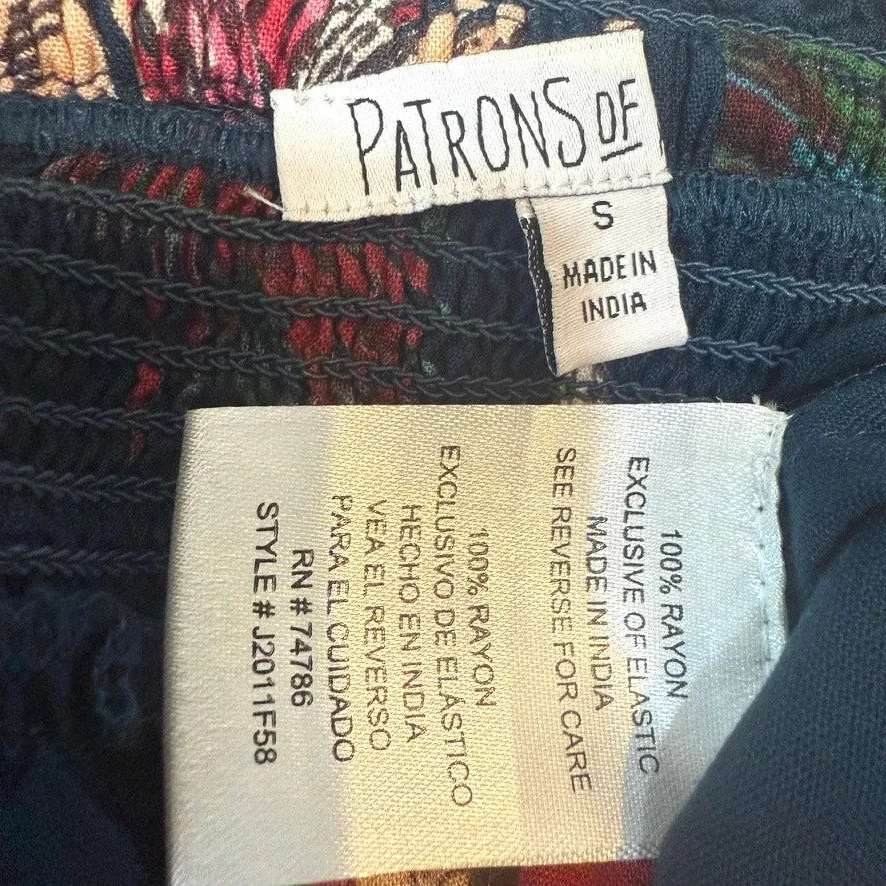 PATRONS OF
S
MADE IN
INDIA
100% RAYON
EXCLUSIVE OF ELASTIC
MADE IN INDIA
SEE REVERSE FOR CARE
100% RAYON
EXCLUSIVO DE ELÁSTICO
HECHO EN INDIA
VEA EL REVERSO
PARA EL CUIDADO
RN # 74786
STYLE # J2011F58